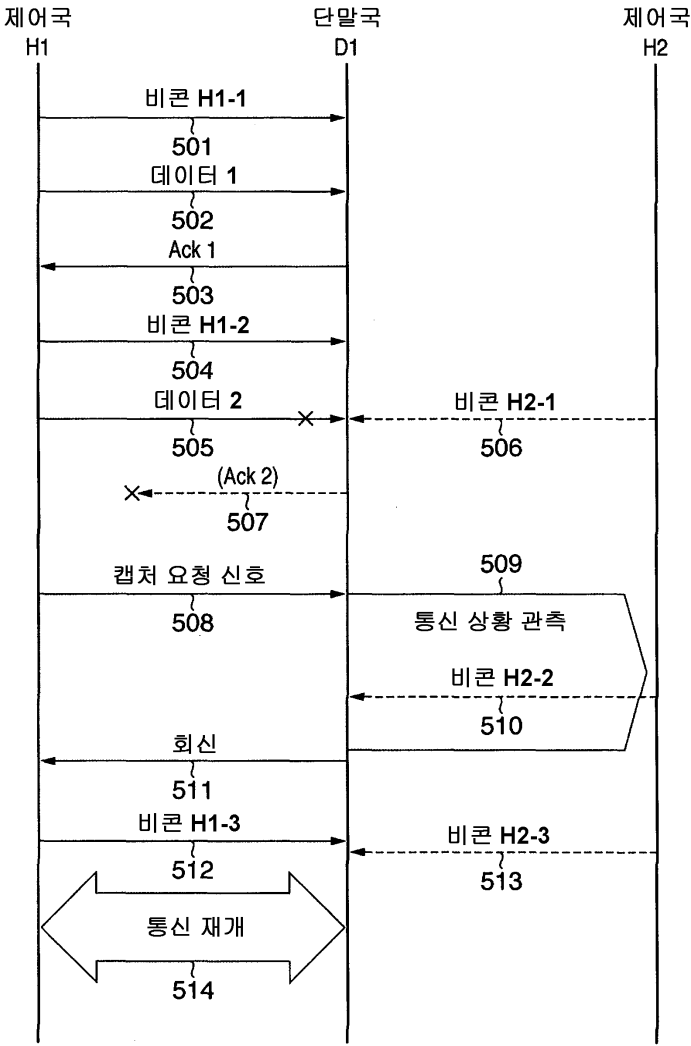 제어국 단말국 제어국
H1 D1 H2
비콘 H1-1
501
데이터 1
502
Ack 1
503
비콘 H1-2
504
데이터 2 비콘 H2-1
505 506
(Ack 2)
507
캡처 요청 신호 509
508 통신 상황 관측
비콘 H2-2
510
회신
511
비콘 H1-3 비콘 H2-3
512 513
통신 재개
514